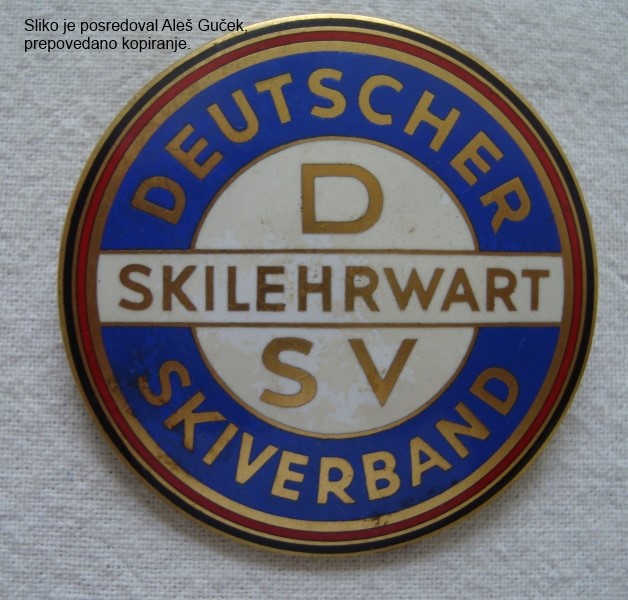 Sliko je posredoval Aleš Guček,
prepovedano kopiranje.
DEUTSCHER
D
SKILEHRWART
SV
SKIVERBAND